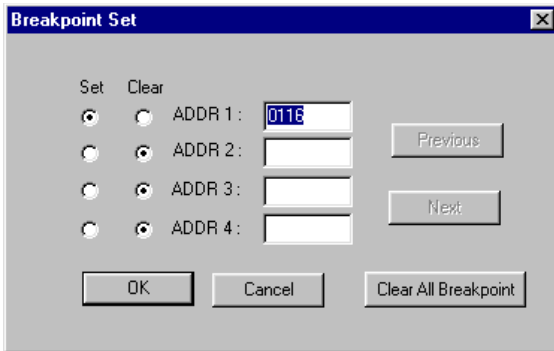 Breakpoint Set
Set Clear
ADDR 1 : 0116
Previous
ADDR 2 :
ADDR 3 :
Next
ADDR 4 :
OK Cancel Clear All Breakpoint